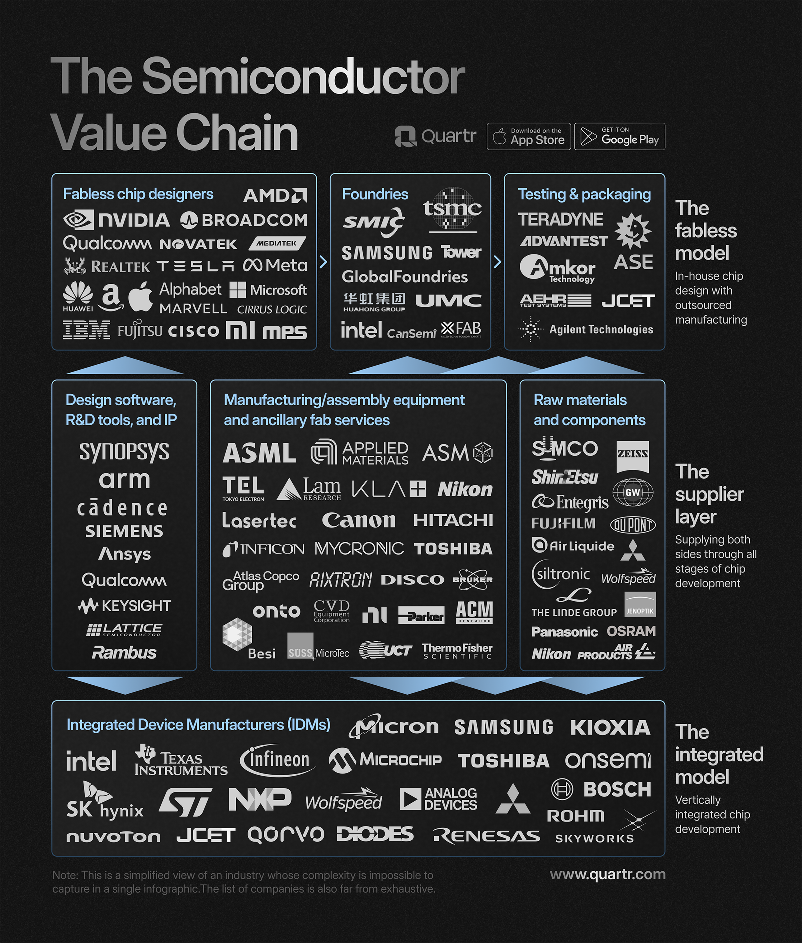 The Semiconductor
Value Chain
Quartr
Download on the
App Store
GET IT ON
Google Play
Fabless chip designers
AMD
NVIDIA
BROADCOM
Qualcomm
NOVATEK
MEDIATEK
REALTEK
TESLA
Meta
HUAWEI
a
Alphabet
Microsoft
MARVELL
CIRRUS LOGIC
IBM
FUJITSU
CISCO
MI
mps
Foundries
SMIC
tsmc
SAMSUNG
Tower
GlobalFoundries
华虹集团
HUAHONG GROUP
UMC
intel
CanSemi
XFAB
Testing & packaging
TERADYNE
ADVANTEST
ASE
Amkor
Technology
AEHR
TEST SYSTEMS
JCET
Agilent Technologies
The
fabless
model
In-house chip
design with
outsourced
manufacturing
Design software,
R&D tools, and IP
SYNOPSYS
arm
cādence
SIEMENS
Ansys
Qualcomm
KEYSIGHT
LATTICE
SEMICONDUCTOR
Rambus
Manufacturing/assembly equipment
and ancillary fab services
ASML
APPLIED
MATERIALS
ASM
TEL
TOKYO ELECTRON
Lam
RESEARCH
KLA
Nikon
Lasertec
Canon
HITACHI
INFICON
MYCRONIC
TOSHIBA
Atlas Copco
Group
AIXTRON
DISCO
BRUKER
onto
CVD
Equipment
Corporation
ni
Parker
ACM
Besi
SUSS MicroTec
UCT
ThermoFisher
SCIENTIFIC
Raw materials
and components
SUMCO
ZEISS
ShinEtsu
GW
Entegris
FUJIFILM
DUPONT
Air Liquide
siltronic
Wolfspeed
THE LINDE GROUP
JENOPTIK
Panasonic
OSRAM
Nikon
AIR
PRODUCTS
The
supplier
layer
Supplying both
sides through all
stages of chip
development
Integrated Device Manufacturers (IDMs)
Micron
SAMSUNG
KIOXIA
intel
TEXAS
INSTRUMENTS
infineon
MICROCHIP
TOSHIBA
onsemi
SK hynix
ST
NXP
Wolfspeed
ANALOG
DEVICES
BOSCH
ROHM
nuvoTon
JCET
QORVO
DIODES
RENESAS
SKYWORKS
The
integrated
model
Vertically
integrated chip
development
Note: This is a simplified view of an industry whose complexity is impossible to
capture in a single infographic.The list of companies is also far from exhaustive.
www.quartr.com